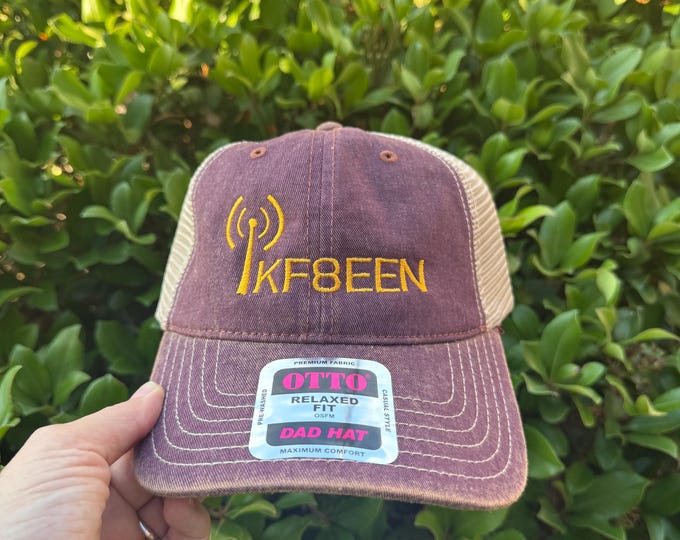 KF8EEN
PREMIUM FABRIC
OTTO
PRE-WASHED
RELAXED
FIT
OSFM
CASUAL STYLE
DAD HAT
MAXIMUM COMFORT